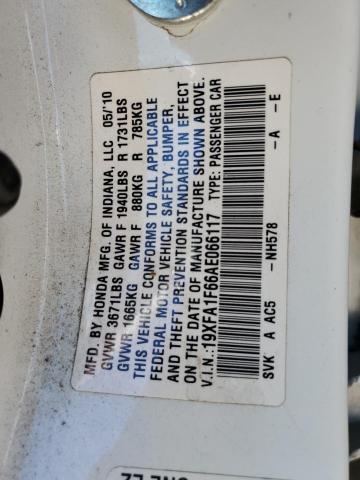 MFD. BY HONDA MFG. OF INDIANA, LLC 05/'10
GVWR 3671LBS GAWR F 1940LBS R 1731LBS
GVWR 1665KG GAWR F 880KG R 785KG
THIS VEHICLE CONFORMS TO ALL APPLICABLE
FEDERAL MOTOR VEHICLE SAFETY, BUMPER,
AND THEFT PREVENTION STANDARDS IN EFFECT
ON THE DATE OF MANUFACTURE SHOWN ABOVE.
V.I.N.:19XFA1F66AE066117 TYPE: PASSENGER CAR
SVK A AC5 -NH578 -A -E